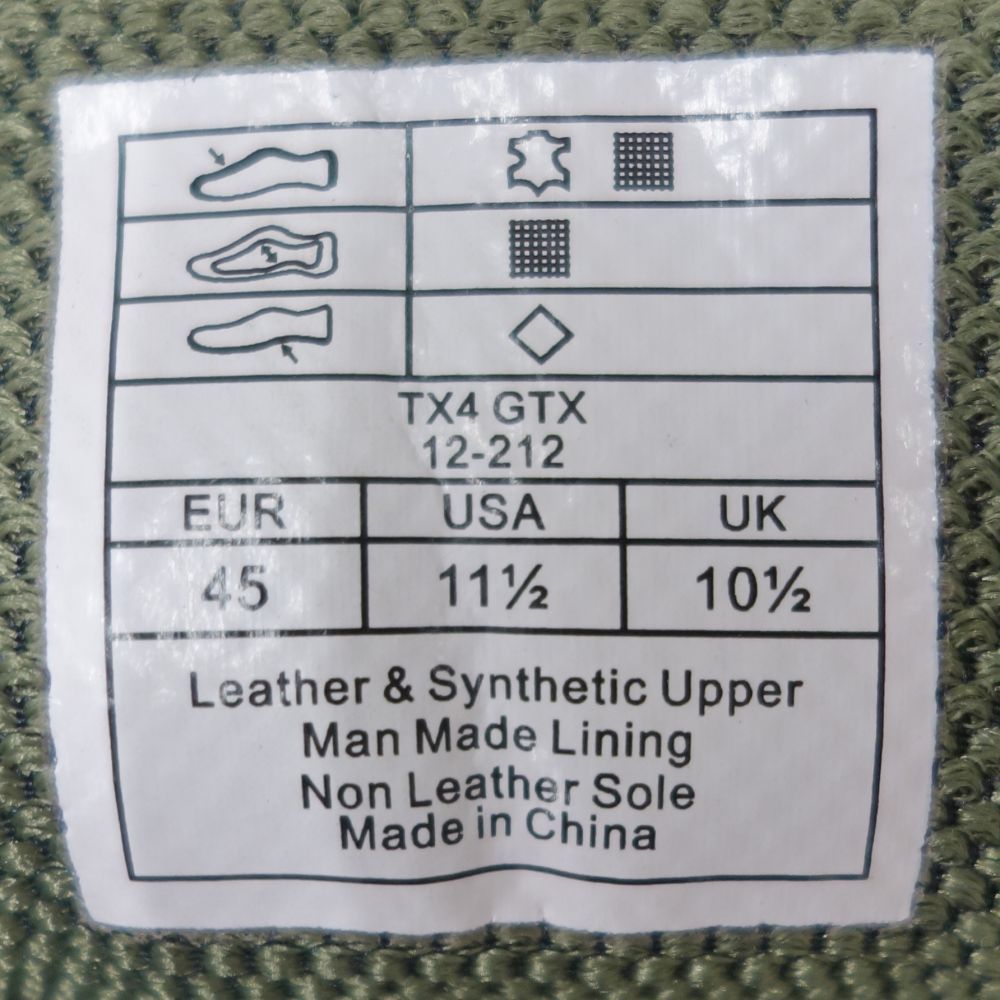 TX4 GTX
12-212
EUR USA UK
45 11½ 10½
Leather & Synthetic Upper
Man Made Lining
Non Leather Sole
Made in China